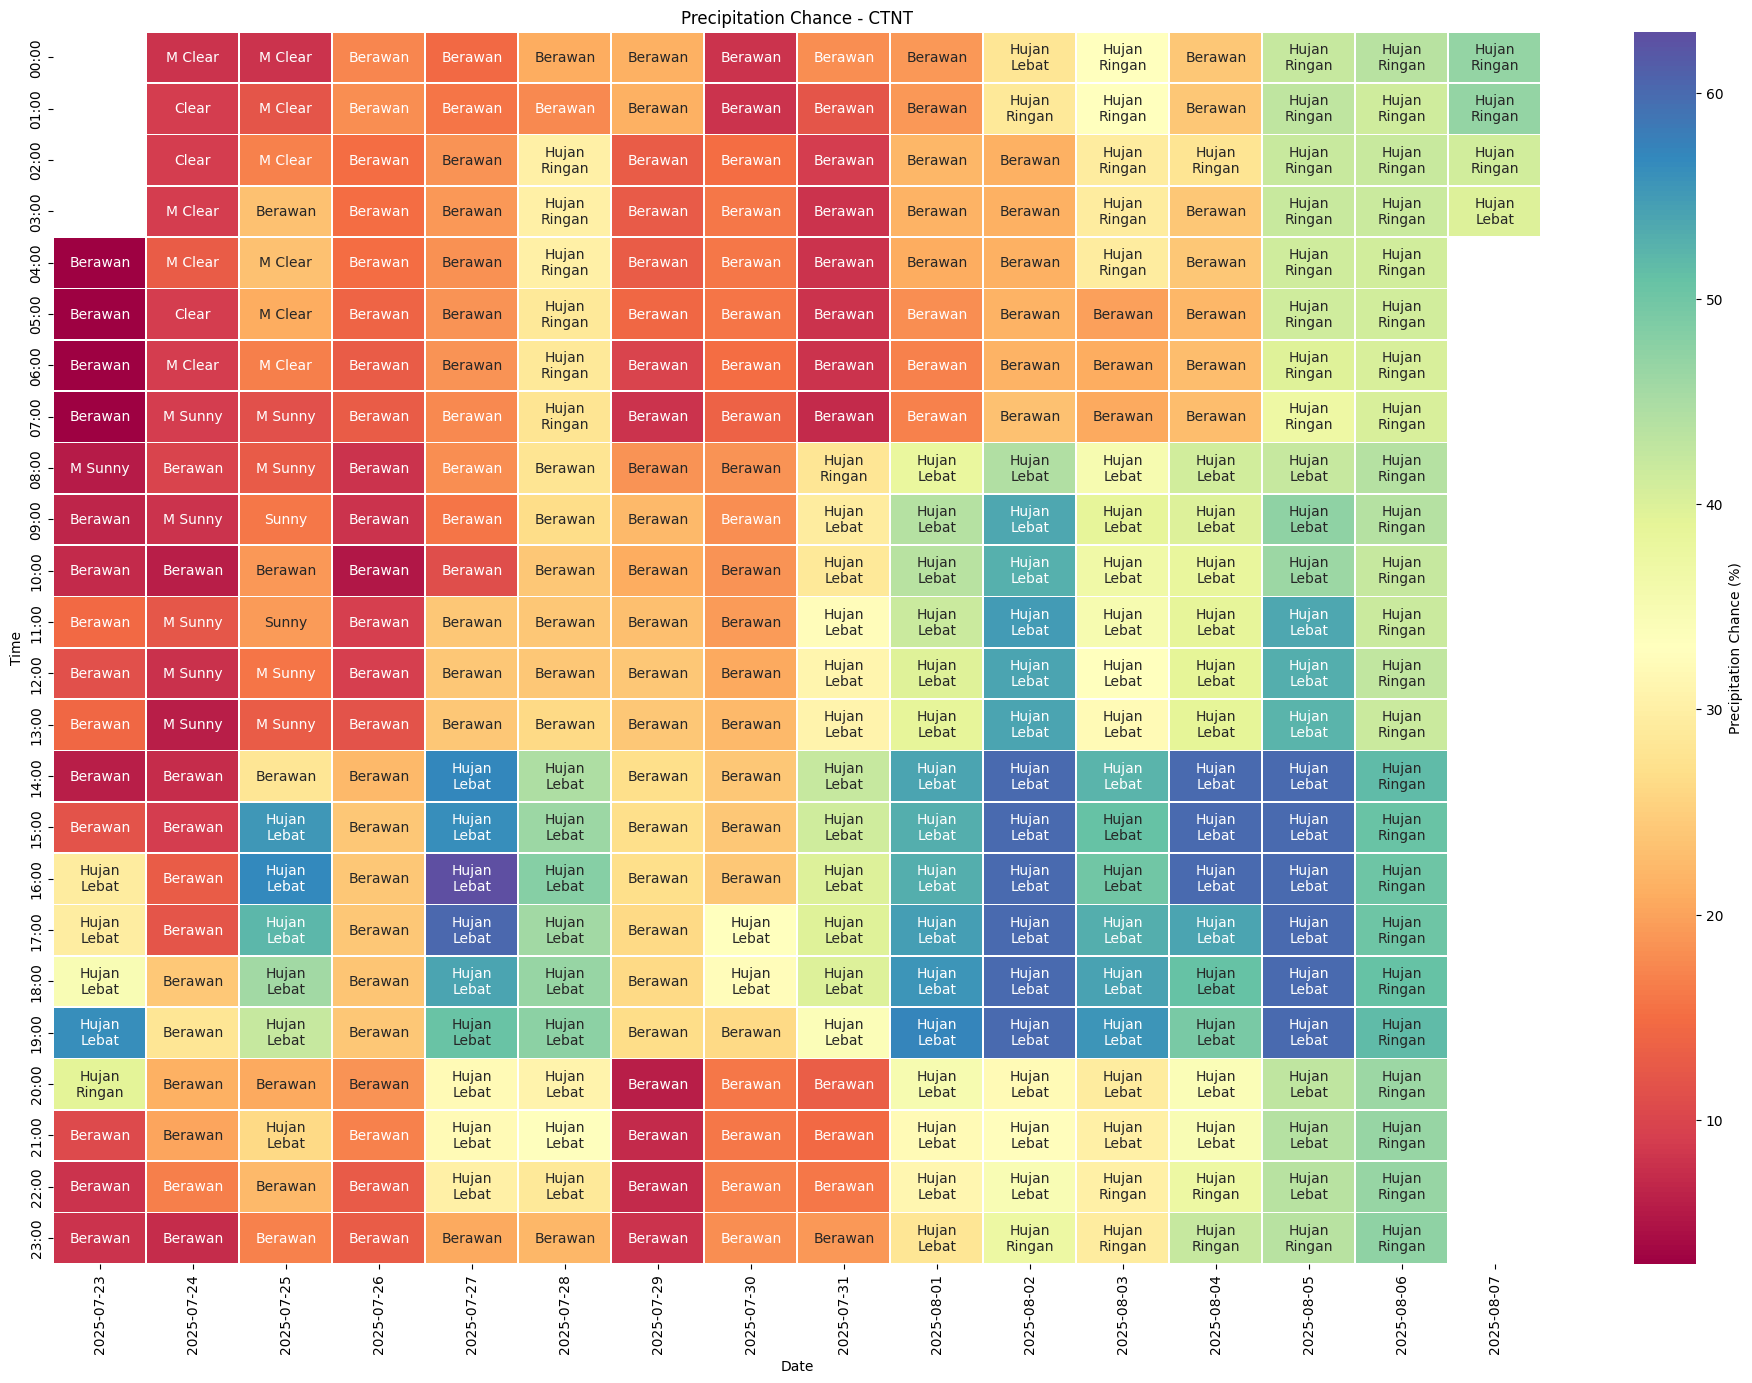 Precipitation Chance - CTNT
00:00 M Clear M Clear Berawan Berawan Berawan Berawan Berawan Berawan Berawan Hujan Lebat Hujan Ringan Berawan Hujan Ringan Hujan Ringan Hujan Ringan
01:00 Clear M Clear Berawan Berawan Berawan Berawan Berawan Berawan Berawan Hujan Ringan Hujan Ringan Berawan Hujan Ringan Hujan Ringan Hujan Ringan
02:00 Clear M Clear Berawan Berawan Hujan Ringan Berawan Berawan Berawan Berawan Berawan Hujan Ringan Hujan Ringan Hujan Ringan Hujan Ringan Hujan Ringan
03:00 M Clear Berawan Berawan Berawan Hujan Ringan Berawan Berawan Berawan Berawan Berawan Hujan Ringan Berawan Hujan Ringan Hujan Ringan Hujan Lebat
04:00 Berawan M Clear M Clear Berawan Berawan Hujan Ringan Berawan Berawan Berawan Berawan Berawan Hujan Ringan Berawan Hujan Ringan Hujan Ringan
05:00 Berawan Clear M Clear Berawan Berawan Hujan Ringan Berawan Berawan Berawan Berawan Berawan Berawan Berawan Hujan Ringan Hujan Ringan
06:00 Berawan M Clear M Clear Berawan Berawan Hujan Ringan Berawan Berawan Berawan Berawan Berawan Berawan Berawan Hujan Ringan Hujan Ringan
07:00 Berawan M Sunny M Sunny Berawan Berawan Hujan Ringan Berawan Berawan Berawan Berawan Berawan Berawan Berawan Hujan Ringan Hujan Ringan
08:00 M Sunny Berawan M Sunny Berawan Berawan Berawan Berawan Berawan Hujan Ringan Hujan Lebat Hujan Lebat Hujan Lebat Hujan Lebat Hujan Lebat Hujan Ringan
09:00 Berawan M Sunny Sunny Berawan Berawan Berawan Berawan Berawan Hujan Lebat Hujan Lebat Hujan Lebat Hujan Lebat Hujan Lebat Hujan Lebat Hujan Ringan
10:00 Berawan Berawan Berawan Berawan Berawan Berawan Berawan Berawan Hujan Lebat Hujan Lebat Hujan Lebat Hujan Lebat Hujan Lebat Hujan Lebat Hujan Ringan
11:00 Berawan M Sunny Sunny Berawan Berawan Berawan Berawan Berawan Hujan Lebat Hujan Lebat Hujan Lebat Hujan Lebat Hujan Lebat Hujan Lebat Hujan Ringan
12:00 Berawan M Sunny M Sunny Berawan Berawan Berawan Berawan Berawan Hujan Lebat Hujan Lebat Hujan Lebat Hujan Lebat Hujan Lebat Hujan Lebat Hujan Ringan
13:00 Berawan M Sunny M Sunny Berawan Berawan Berawan Berawan Berawan Hujan Lebat Hujan Lebat Hujan Lebat Hujan Lebat Hujan Lebat Hujan Lebat Hujan Ringan
14:00 Berawan Berawan Berawan Berawan Hujan Lebat Hujan Lebat Berawan Berawan Hujan Lebat Hujan Lebat Hujan Lebat Hujan Lebat Hujan Lebat Hujan Lebat Hujan Ringan
15:00 Berawan Berawan Hujan Lebat Berawan Hujan Lebat Hujan Lebat Berawan Berawan Hujan Lebat Hujan Lebat Hujan Lebat Hujan Lebat Hujan Lebat Hujan Lebat Hujan Ringan
16:00 Hujan Lebat Berawan Hujan Lebat Berawan Hujan Lebat Hujan Lebat Berawan Berawan Hujan Lebat Hujan Lebat Hujan Lebat Hujan Lebat Hujan Lebat Hujan Lebat Hujan Ringan
17:00 Hujan Lebat Berawan Hujan Lebat Berawan Hujan Lebat Hujan Lebat Berawan Hujan Lebat Hujan Lebat Hujan Lebat Hujan Lebat Hujan Lebat Hujan Lebat Hujan Lebat Hujan Ringan
18:00 Hujan Lebat Berawan Hujan Lebat Berawan Hujan Lebat Hujan Lebat Berawan Hujan Lebat Hujan Lebat Hujan Lebat Hujan Lebat Hujan Lebat Hujan Lebat Hujan Lebat Hujan Ringan
19:00 Hujan Lebat Berawan Hujan Lebat Berawan Hujan Lebat Hujan Lebat Berawan Berawan Hujan Lebat Hujan Lebat Hujan Lebat Hujan Lebat Hujan Lebat Hujan Lebat Hujan Ringan
20:00 Hujan Ringan Berawan Berawan Berawan Hujan Lebat Hujan Lebat Berawan Berawan Berawan Hujan Lebat Hujan Lebat Hujan Lebat Hujan Lebat Hujan Lebat Hujan Ringan
21:00 Berawan Berawan Hujan Lebat Berawan Hujan Lebat Hujan Lebat Berawan Berawan Berawan Hujan Lebat Hujan Lebat Hujan Lebat Hujan Lebat Hujan Lebat Hujan Ringan
22:00 Berawan Berawan Berawan Berawan Hujan Lebat Hujan Lebat Berawan Berawan Berawan Hujan Lebat Hujan Lebat Hujan Ringan Hujan Ringan Hujan Lebat Hujan Ringan
23:00 Berawan Berawan Berawan Berawan Berawan Berawan Berawan Berawan Berawan Hujan Lebat Hujan Ringan Hujan Ringan Hujan Ringan Hujan Ringan Hujan Ringan
Time
2025-07-23 2025-07-24 2025-07-25 2025-07-26 2025-07-27 2025-07-28 2025-07-29 2025-07-30 2025-07-31 2025-08-01 2025-08-02 2025-08-03 2025-08-04 2025-08-05 2025-08-06 2025-08-07
Date
60
50
40
30
20
10
Precipitation Chance (%)